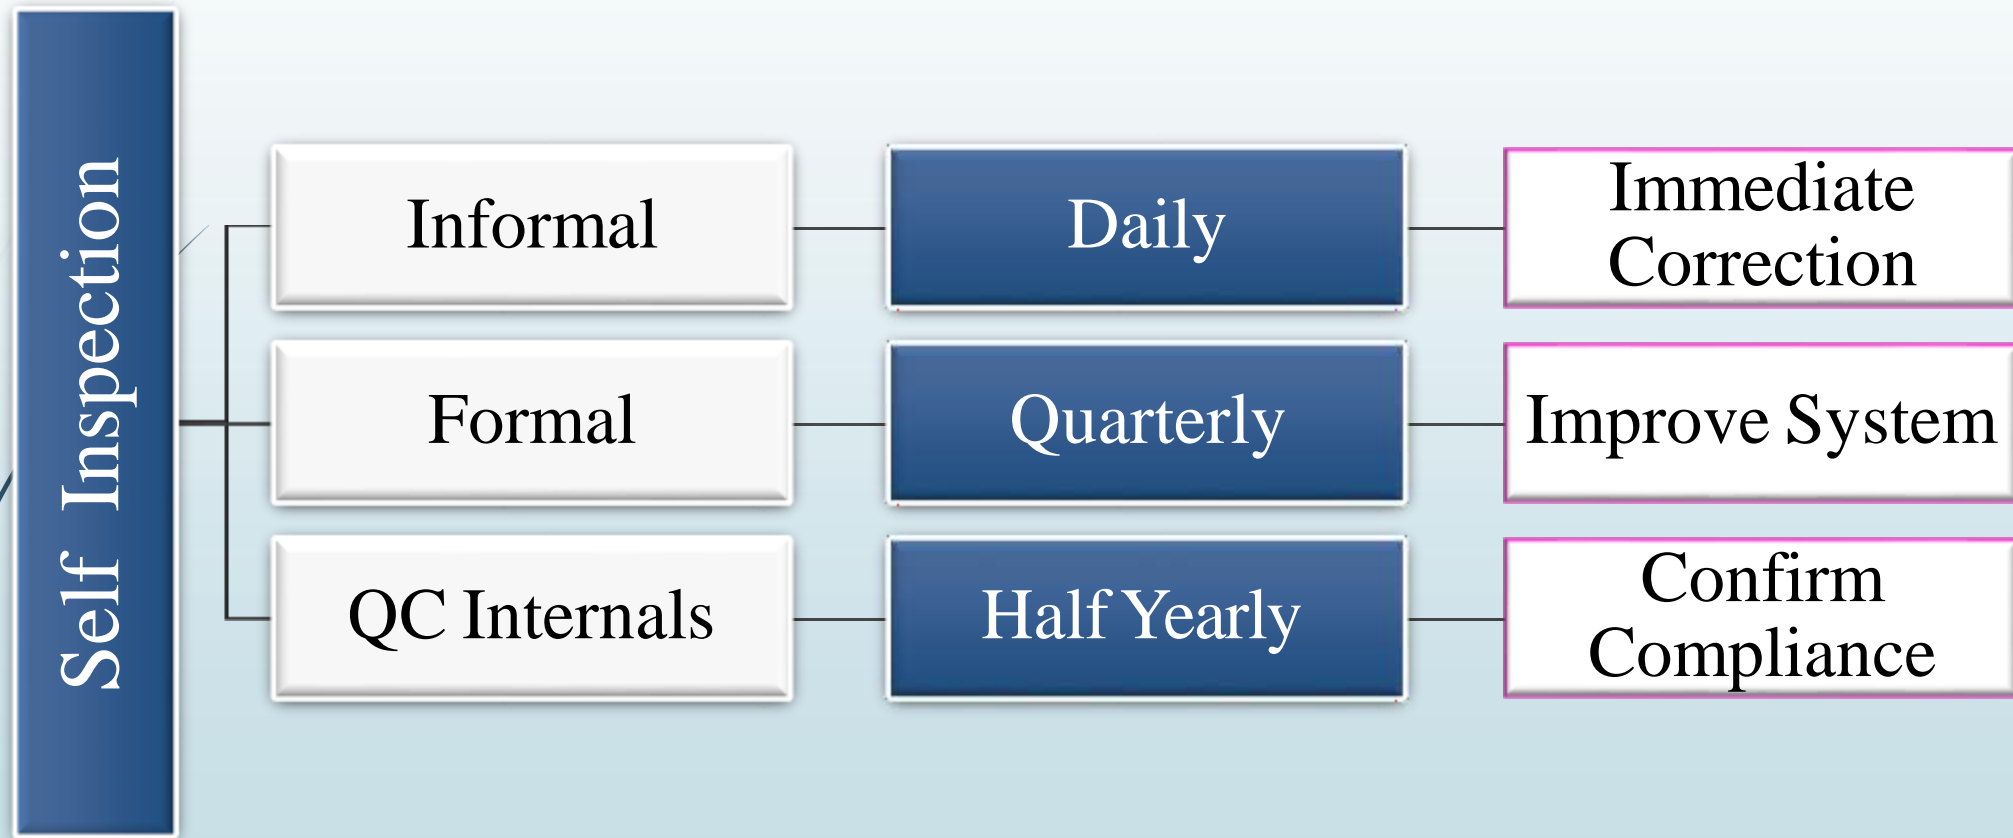 Self Inspection
Informal
Daily
Immediate
Correction
Formal
Quarterly
Improve System
QC Internals
Half Yearly
Confirm
Compliance